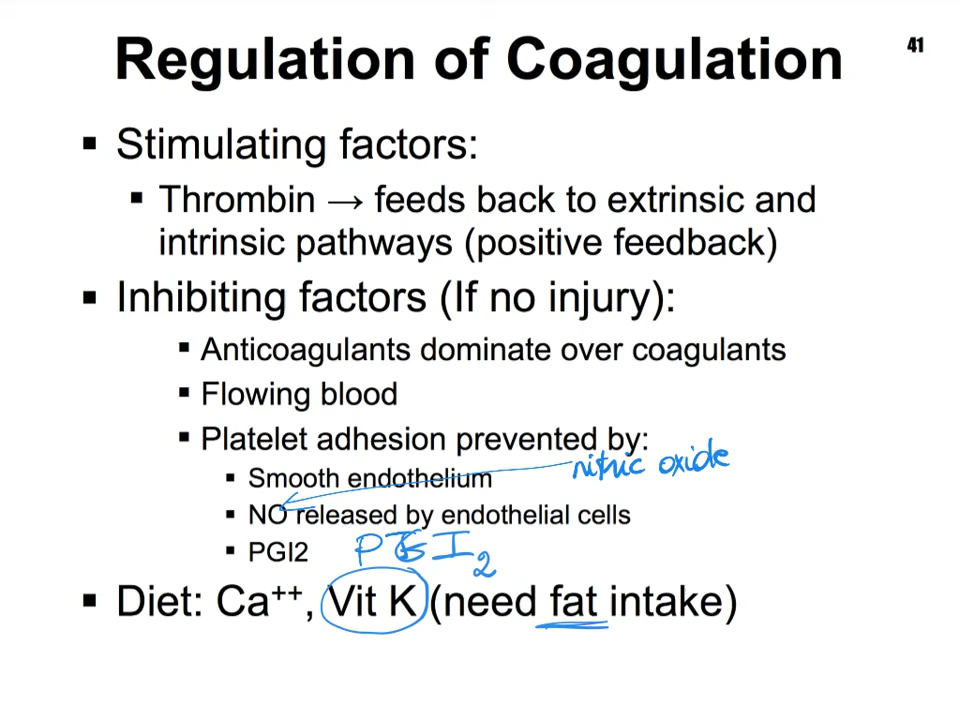 Regulation of Coagulation
41
▪ Stimulating factors:
▪ Thrombin → feeds back to extrinsic and
intrinsic pathways (positive feedback)
▪ Inhibiting factors (If no injury):
▪ Anticoagulants dominate over coagulants
▪ Flowing blood
▪ Platelet adhesion prevented by:
nitric oxide
▪ Smooth endothelium
▪ NO released by endothelial cells
▪ PGI2 PGI₂
▪ Diet: Ca⁺⁺, Vit K (need fat intake)